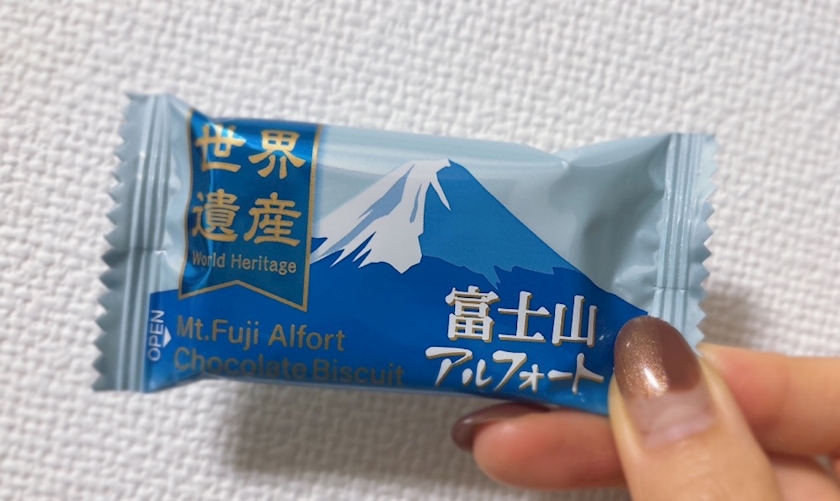 世界
遺産
World Heritage
OPEN
Mt.Fuji Alfort
Chocolate Biscuit
富士山
アルフォート